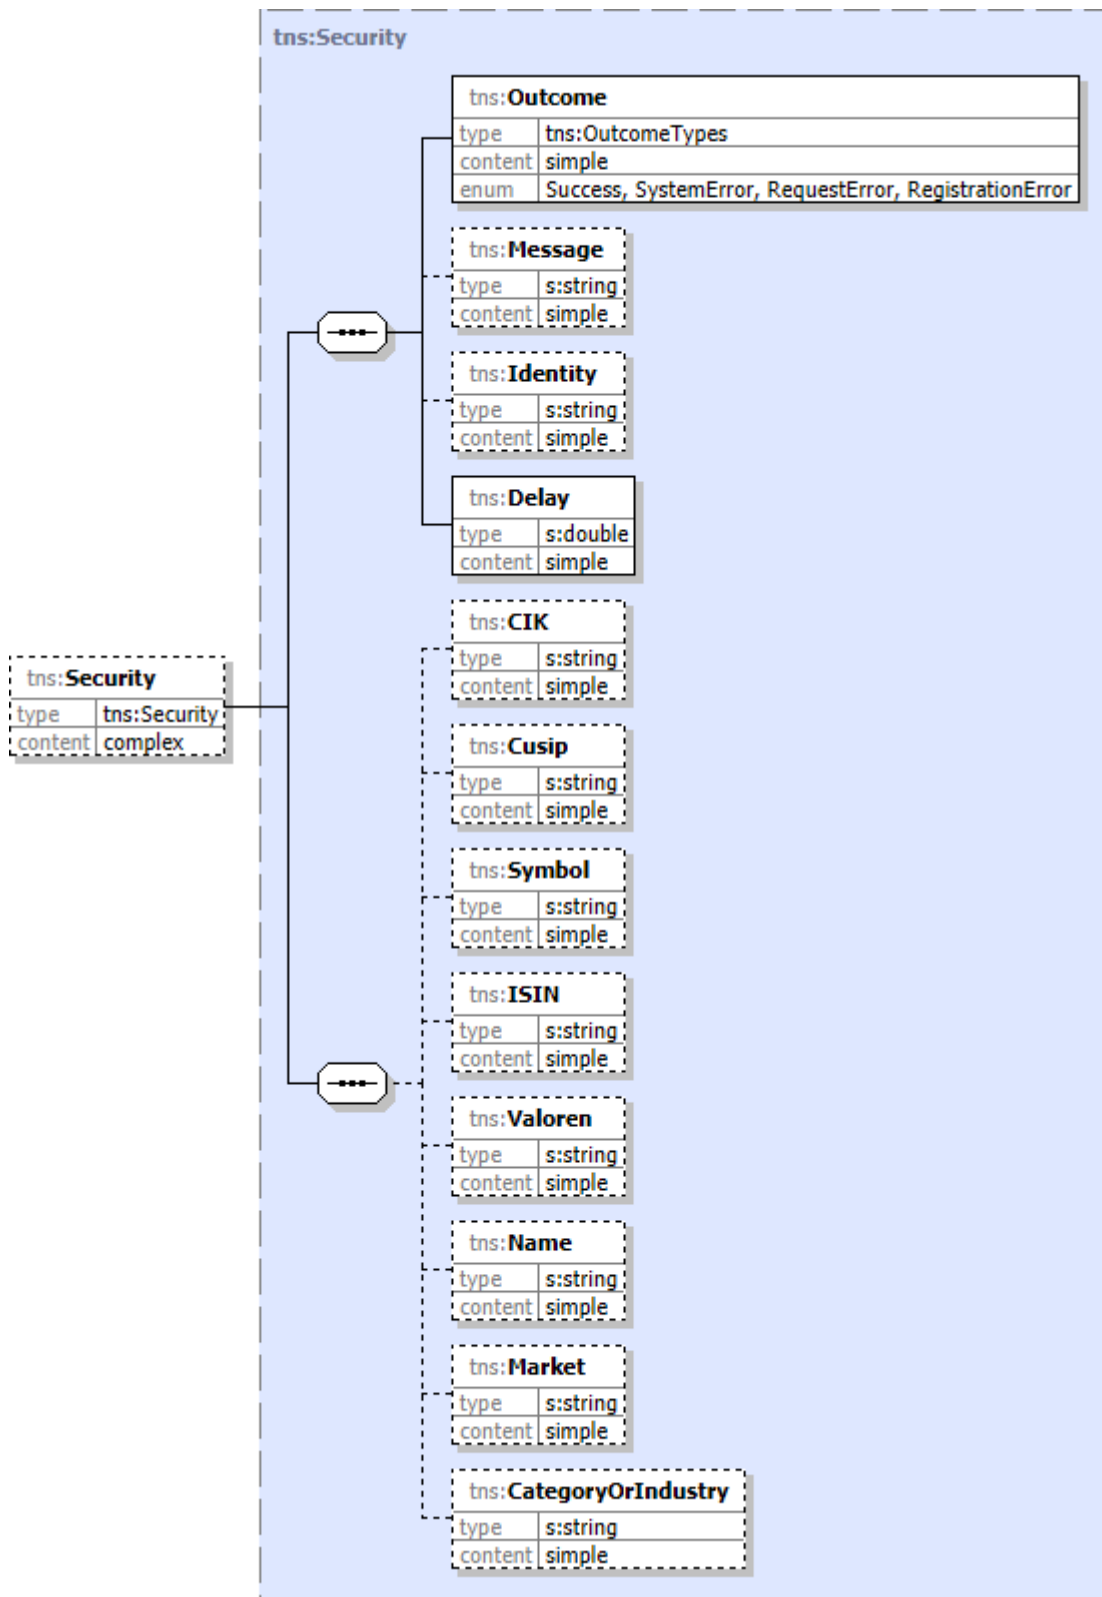 tns:Security
tns:Outcome
type tns:OutcomeTypes
content simple
enum Success, SystemError, RequestError, RegistrationError
tns:Message
type s:string
content simple
tns:Identity
type s:string
content simple
tns:Delay
type s:double
content simple
tns:CIK
type s:string
content simple
tns:Security
type tns:Security
content complex
tns:Cusip
type s:string
content simple
tns:Symbol
type s:string
content simple
tns:ISIN
type s:string
content simple
tns:Valoren
type s:string
content simple
tns:Name
type s:string
content simple
tns:Market
type s:string
content simple
tns:CategoryOrIndustry
type s:string
content simple